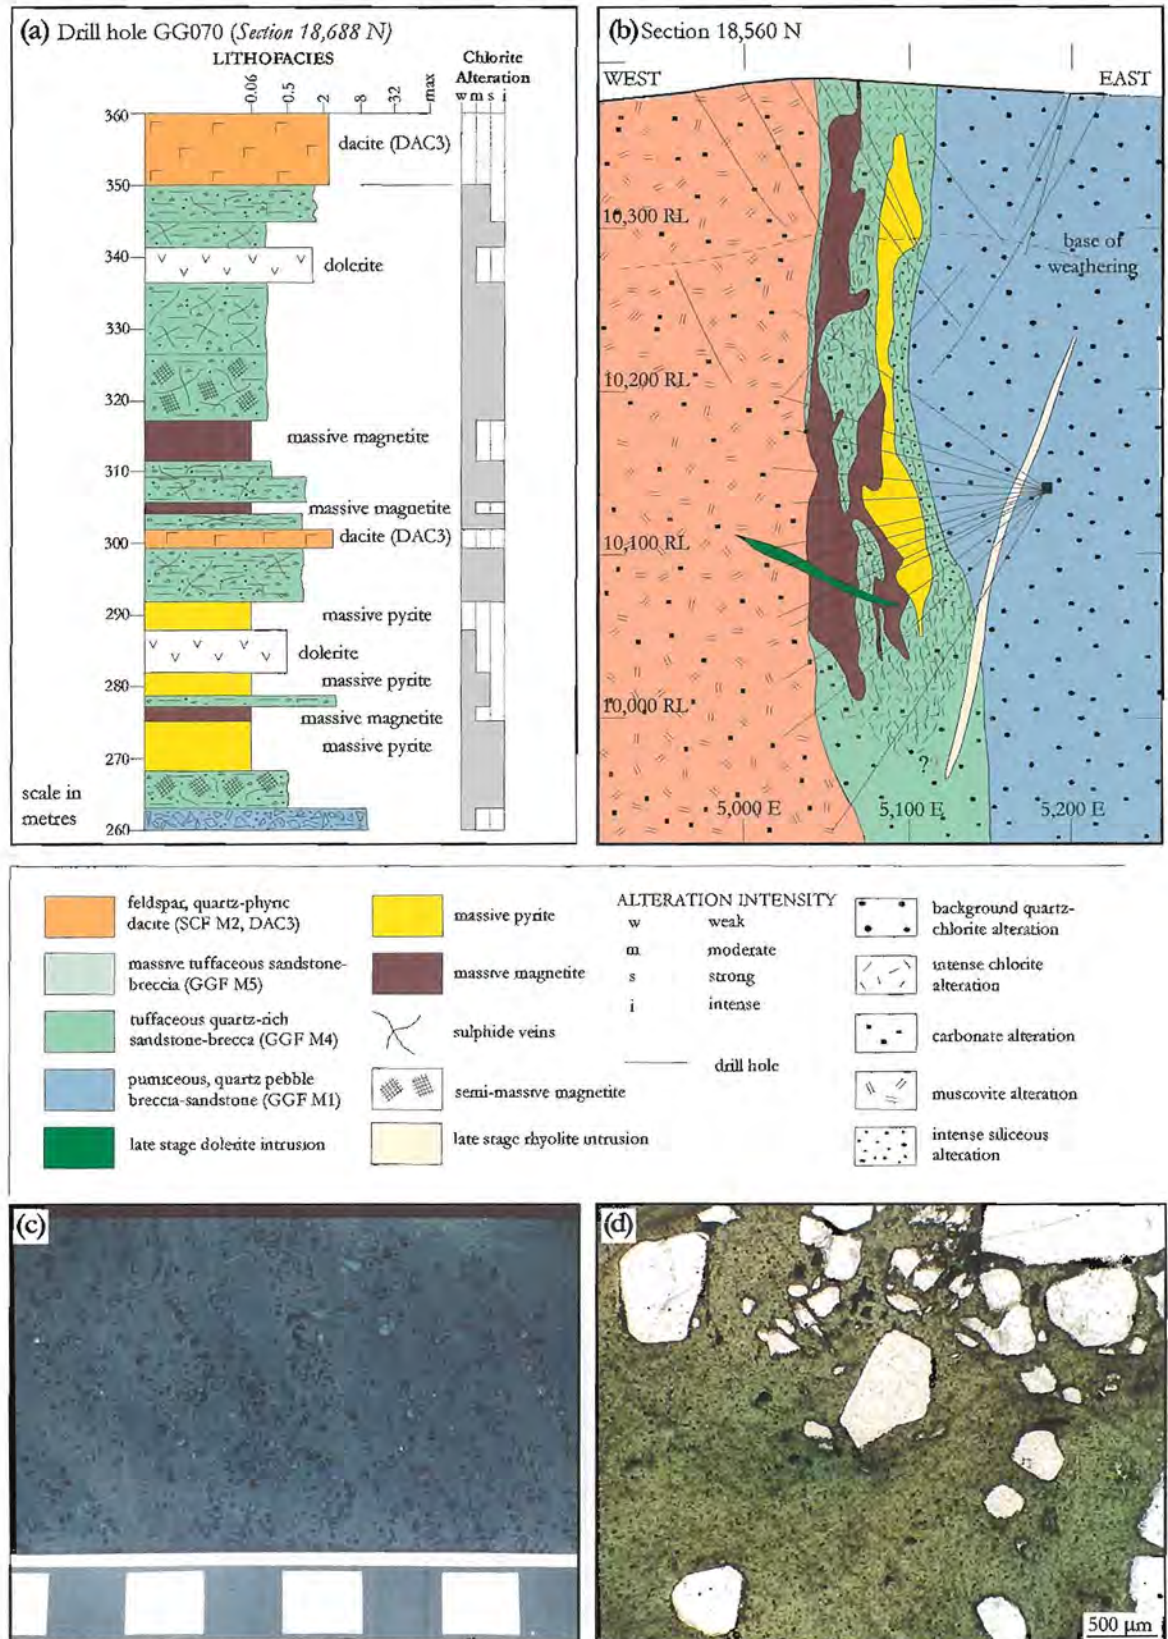 (a) Drill hole GG070 (Section 18,688 N)
LITHOFACIES
Chlorite
Alteration
0.06 0.5 2 8 32 max
w m s i
360
dacite (DAC3)
350
340
dolerite
330
320
massive magnetite
310
massive magnetite
dacite (DAC3)
300
290
massive pyrite
dolerite
massive pyrite
280
massive magnetite
massive pyrite
270
scale in
metres
260
(b) Section 18,560 N
WEST
EAST
10,300 RL
base of
weathering
10,200 RL
10,100 RL
10,000 RL
?
5,000 E
5,100 E
5,200 E
feldspar, quartz-phyric
dacite (SCF M2, DAC3)
massive tuffaceous sandstone-
breccia (GGF M5)
tuffaceous quartz-rich
sandstone-brecca (GGF M4)
pumiceous, quartz pebble
breccia-sandstone (GGF M1)
late stage dolerite intrusion
massive pyrite
massive magnetite
sulphide veins
semi-massive magnetite
late stage rhyolite intrusion
ALTERATION INTENSITY
w weak
m moderate
s strong
i intense
drill hole
background quartz-
chlorite alteration
intense chlorite
alteration
carbonate alteration
muscovite alteration
intense siliceous
alteration
(c)
(d)
500 µm